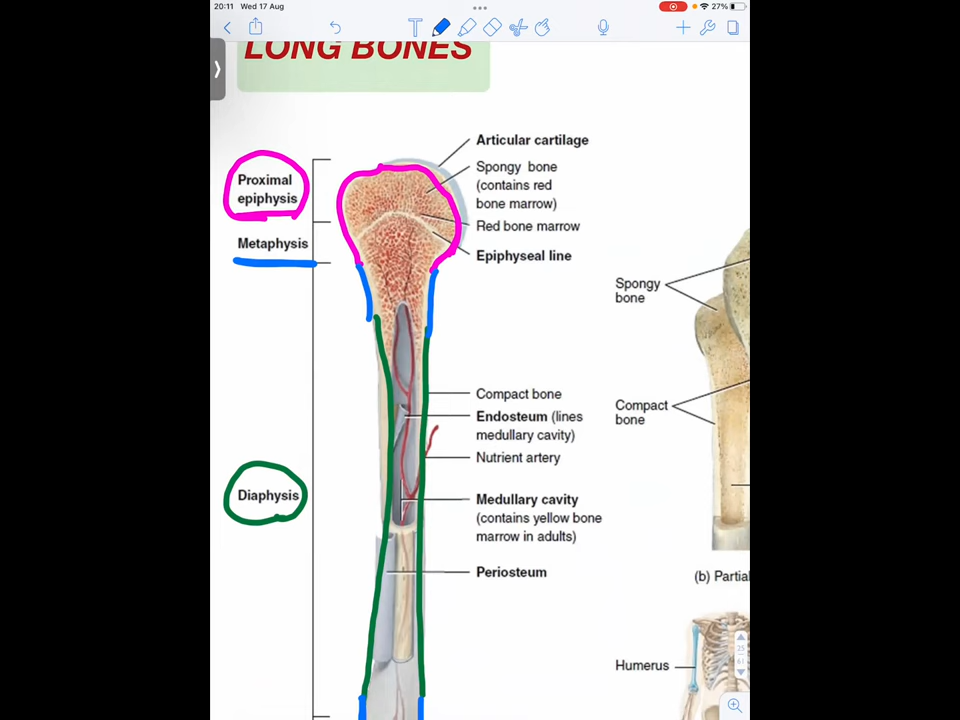 20:11 Wed 17 Aug
27%
LONG BONES
Articular cartilage
Spongy bone
(contains red
bone marrow)
Red bone marrow
Epiphyseal line
Proximal
epiphysis
Metaphysis
Diaphysis
Compact bone
Endosteum (lines
medullary cavity)
Nutrient artery
Medullary cavity
(contains yellow bone
marrow in adults)
Periosteum
Spongy
bone
Compact
bone
(b) Partial
Humerus
25
61